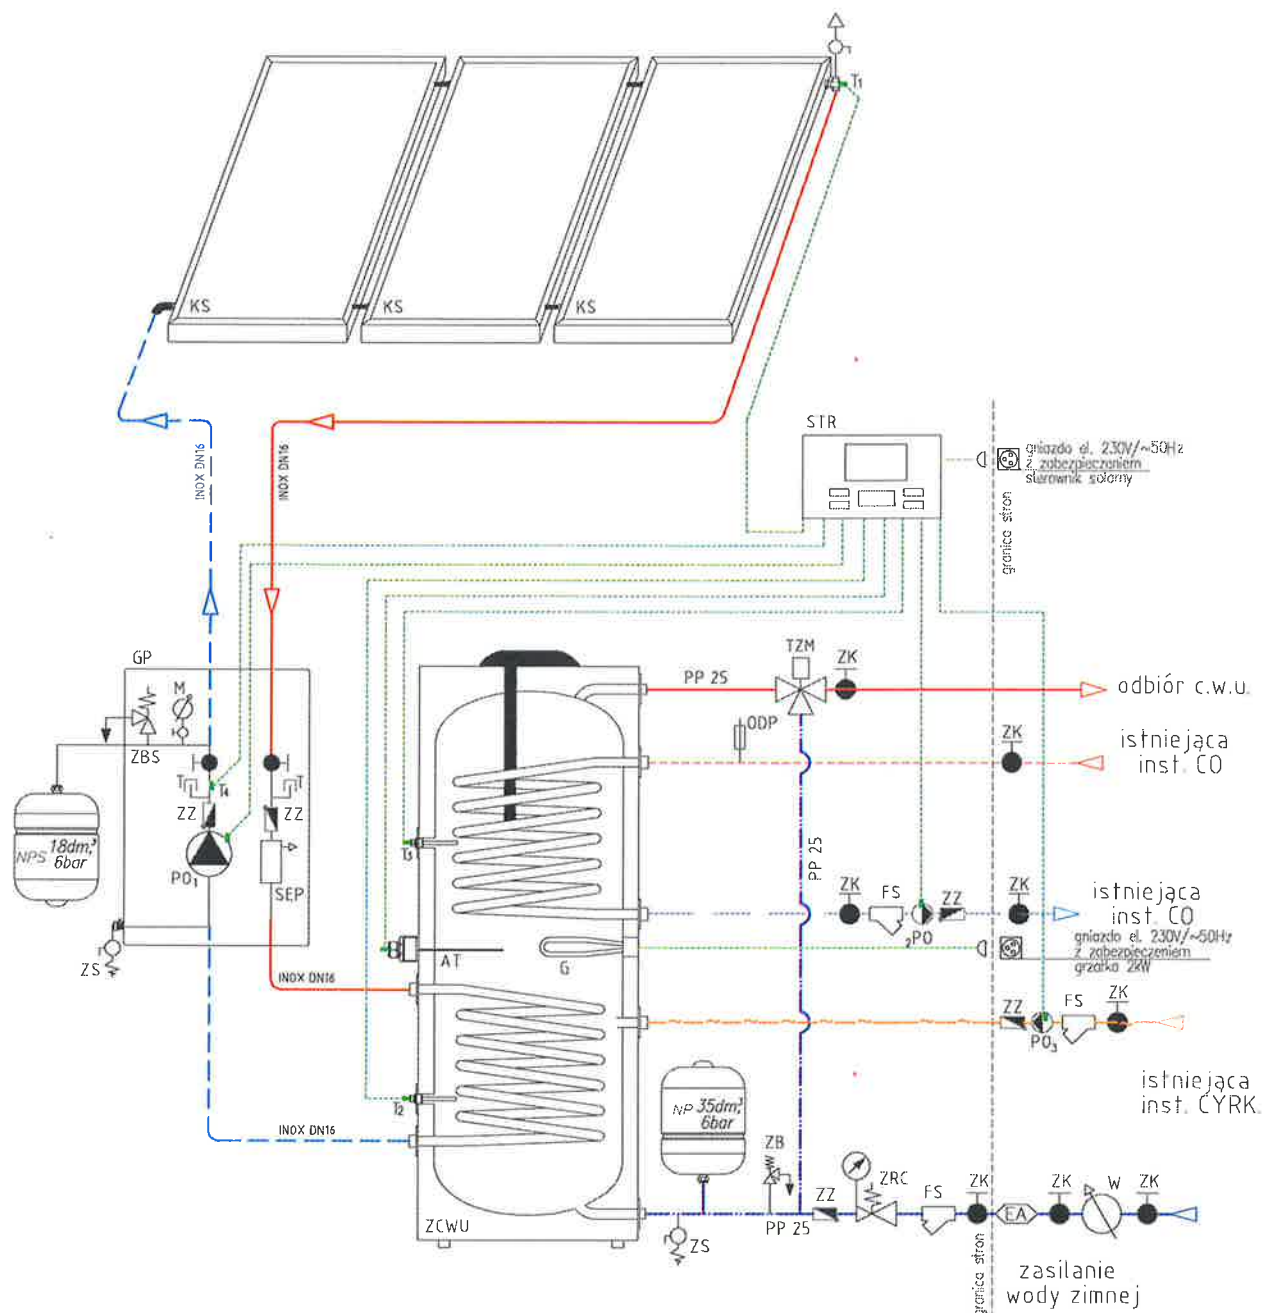 T1
KS
KS
KS
STR
gniazdo el. 230V/~50Hz
z zabezpieczeniem
sterownik solarny
INOX DN16
INOX DN16
granica stron
GP
M
ZBS
T
T4
T
ZZ
ZZ
PO1
SEP
NPS 18dm³
6bar
ZS
TZM
ZK
PP 25
odbiór c.w.u.
ODP
ZK
istniejąca
inst. CO
T3
PP 25
ZK
FS
2PO
ZZ
ZK
istniejąca
inst. CO
AT
G
gniazdo el. 230V/~50Hz
z zabezpieczeniem
grzałka 2kW
INOX DN16
ZZ
PO3
FS
ZK
istniejąca
inst. CYRK.
T2
INOX DN16
NP 35dm³
6bar
ZB
ZZ
ZRC
FS
ZK
EA
ZK
W
ZK
ZCWU
ZS
PP 25
granica stron
zasilanie
wody zimnej